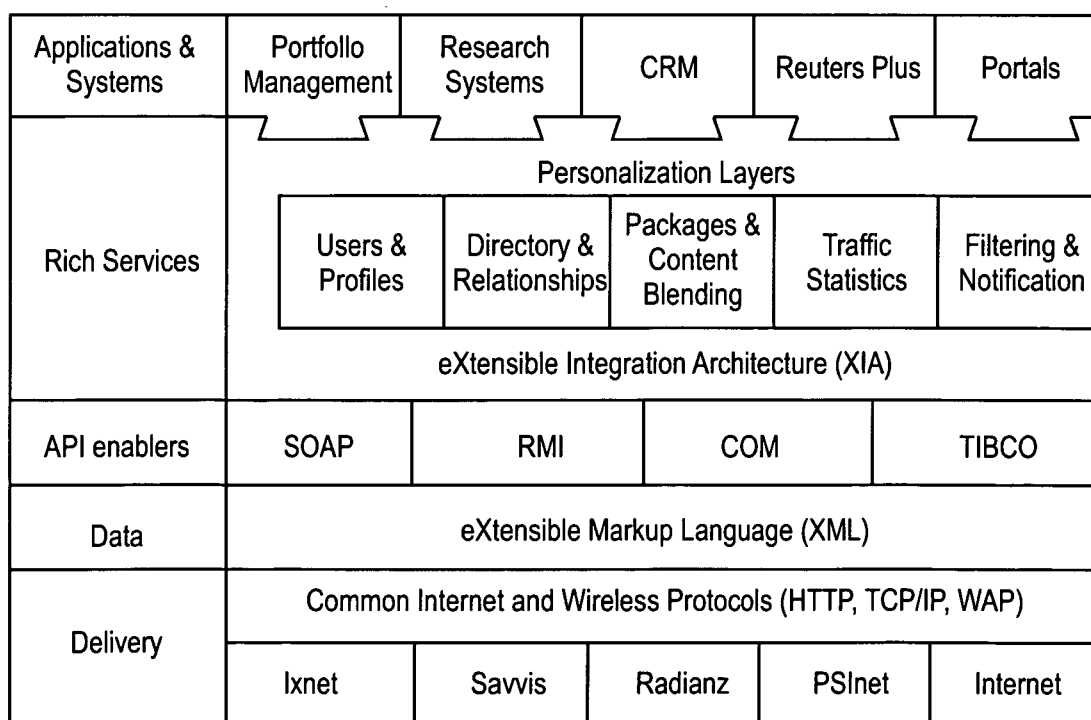 Applications &
Systems
Portfollo
Management
Research
Systems
CRM
Reuters Plus
Portals
Rich Services
Personalization Layers
Users &
Profiles
Directory &
Relationships
Packages &
Content
Blending
Traffic
Statistics
Filtering &
Notification
eXtensible Integration Architecture (XIA)
API enablers
SOAP
RMI
COM
TIBCO
Data
eXtensible Markup Language (XML)
Delivery
Common Internet and Wireless Protocols (HTTP, TCP/IP, WAP)
Ixnet
Savvis
Radianz
PSInet
Internet